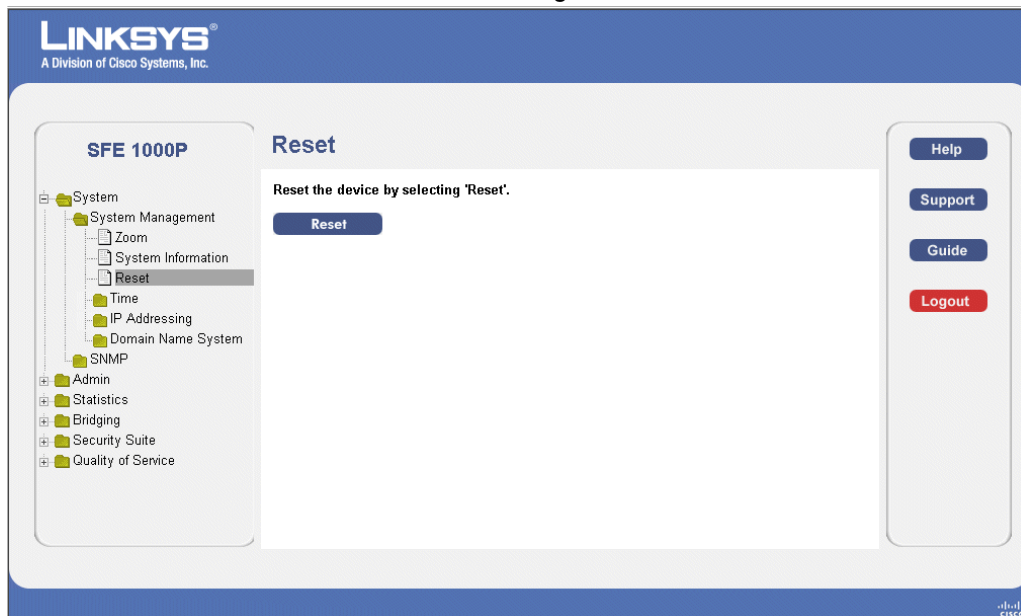 LINKSYS®
A Division of Cisco Systems, Inc.
SFE 1000P
System
System Management
Zoom
System Information
Reset
Time
IP Addressing
Domain Name System
SNMP
Admin
Statistics
Bridging
Security Suite
Quality of Service
Reset
Reset the device by selecting 'Reset'.
Reset
Help
Support
Guide
Logout